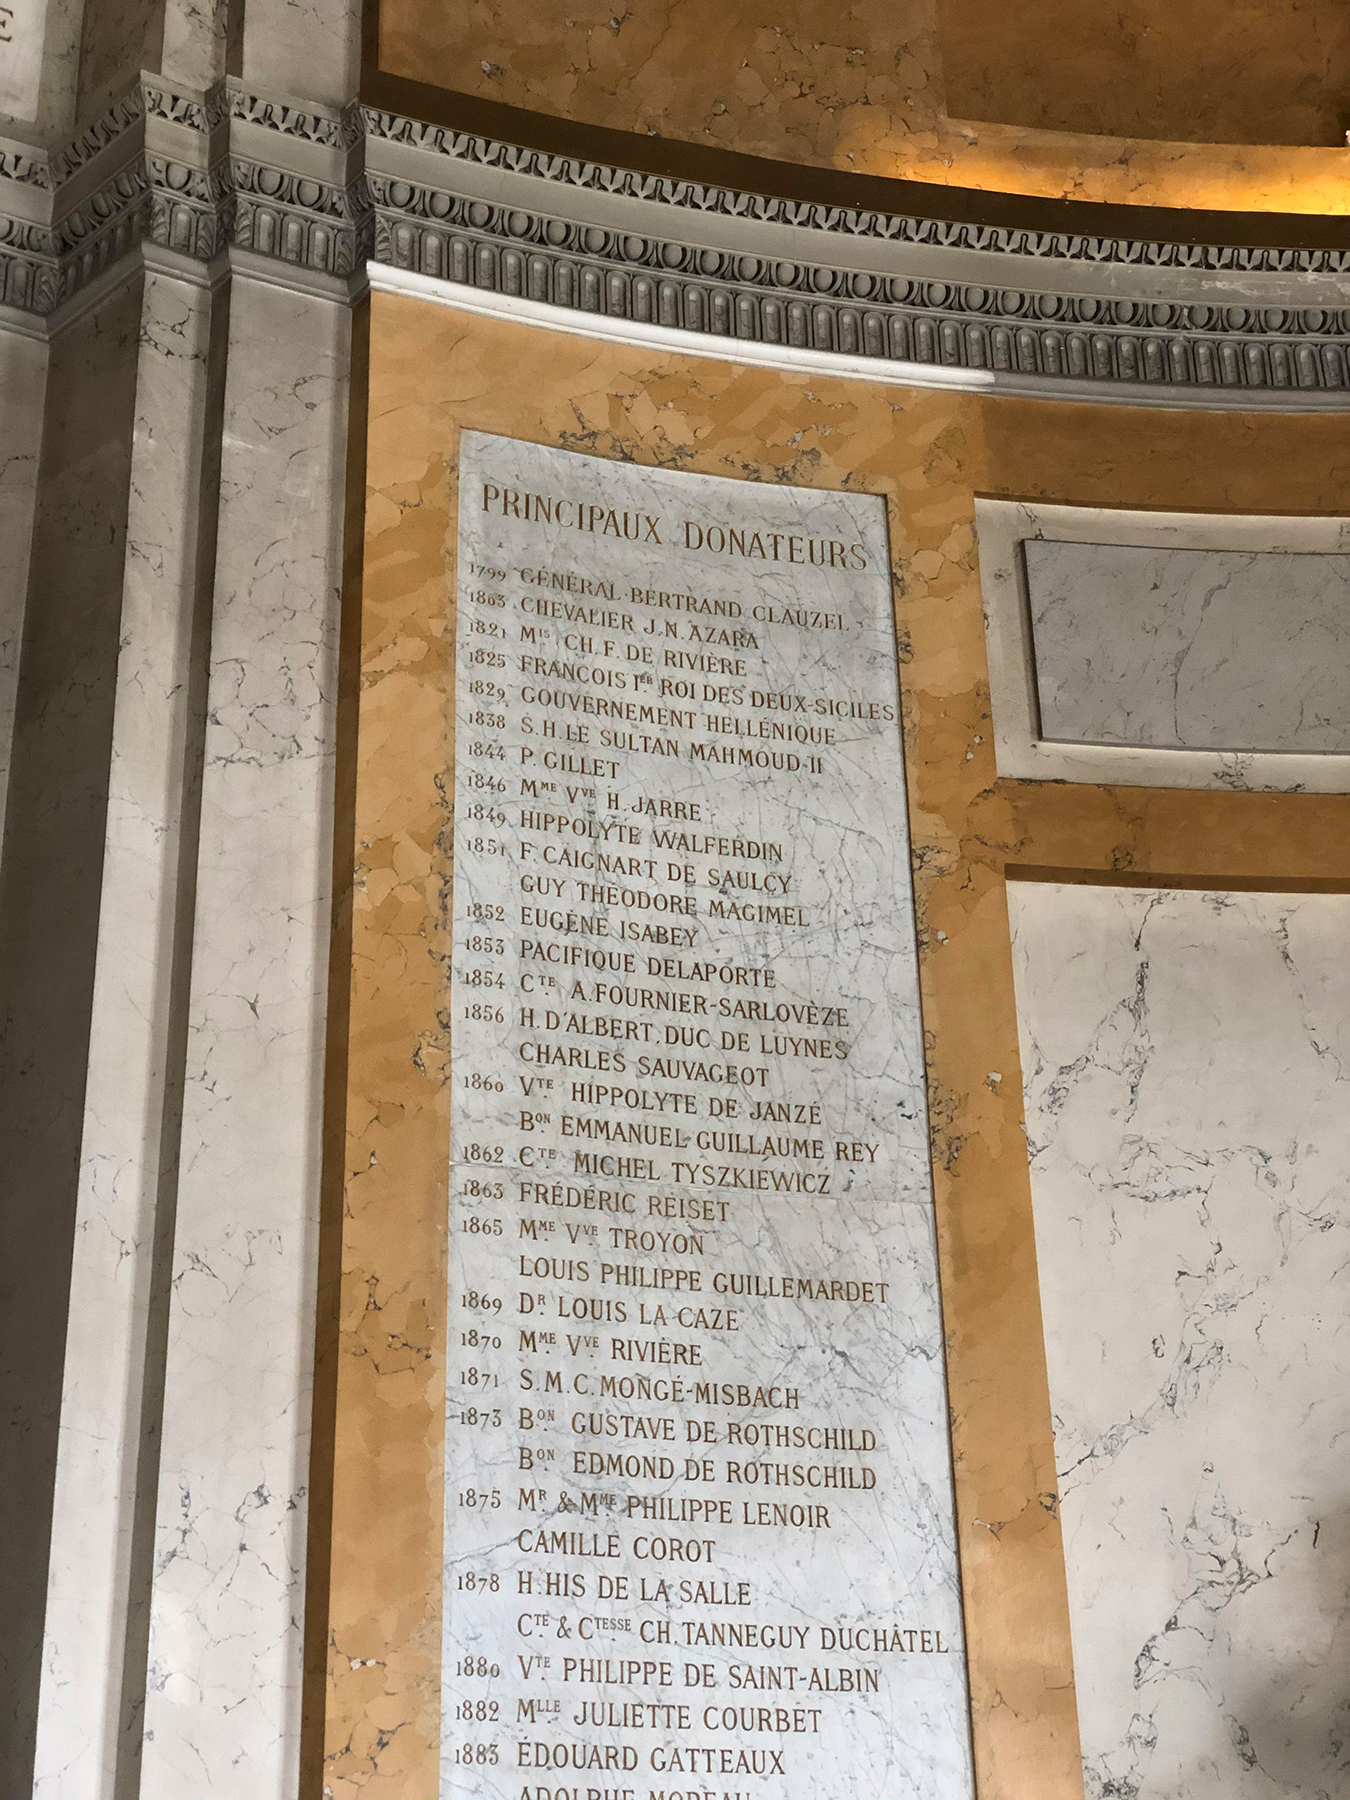 E
PRINCIPAUX DONATEURS
1799 GÉNÉRAL BERTRAND CLAUZEL
1803 CHEVALIER J.N. AZARA
1821 MIS CH. F. DE RIVIÈRE
1825 FRANÇOIS IER ROI DES DEUX-SICILES
1829 GOUVERNEMENT HELLÉNIQUE
1838 S.H. LE SULTAN MAHMOUD-II
1844 P. GILLET
1846 MME VVE H. JARRE
1849 HIPPOLYTE WALFERDIN
1851 F. CAIGNART DE SAULCY
GUY THÉODORE MAGIMEL
1852 EUGÈNE ISABEY
1853 PACIFIQUE DELAPORTE
1854 CTE A. FOURNIER-SARLOVÈZE
1856 H. D'ALBERT, DUC DE LUYNES
CHARLES SAUVAGEOT
1860 VTE HIPPOLYTE DE JANZÉ
BON EMMANUEL GUILLAUME REY
1862 CTE MICHEL TYSZKIEWICZ
1863 FRÉDÉRIC REISET
1865 MME VVE TROYON
LOUIS PHILIPPE GUILLEMARDET
1869 DR LOUIS LA CAZE
1870 MME VVE RIVIÈRE
1871 S.M.C. MONGÉ-MISBACH
1873 BON GUSTAVE DE ROTHSCHILD
BON EDMOND DE ROTHSCHILD
1875 MR & MME PHILIPPE LENOIR
CAMILLE COROT
1878 H. HIS DE LA SALLE
CTE & CTESSE CH. TANNEGUY DUCHÂTEL
1880 VTE PHILIPPE DE SAINT-ALBIN
1882 MLLE JULIETTE COURBET
1883 ÉDOUARD GATTEAUX
ADOLPHE MOREAU